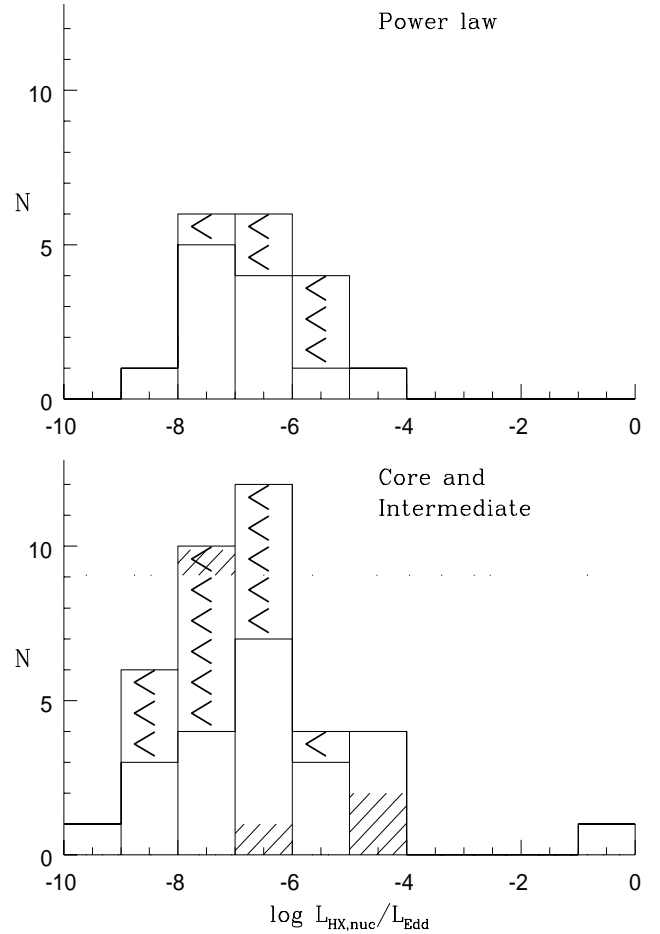 Power law
10
N
5
0
-10 -8 -6 -4 -2 0
Core and
Intermediate
10
N
5
0
-10 -8 -6 -4 -2 0
log L_HX,nuc/L_Edd